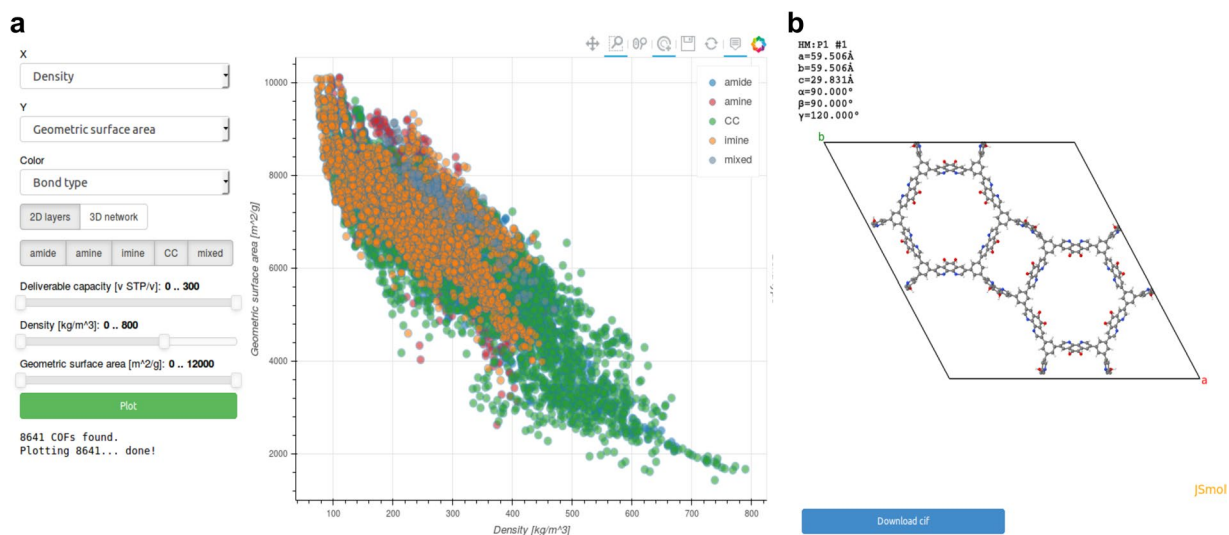 a
X
Density
Y
Geometric surface area
Color
Bond type
2D layers 3D network
amide amine imine CC mixed
Deliverable capacity [v STP/v]: 0 .. 300
Density [kg/m^3]: 0 .. 800
Geometric surface area [m^2/g]: 0 .. 12000
Plot
8641 COFs found.
Plotting 8641... done!
Geometric surface area [m^2/g]
10000
8000
6000
4000
2000
amide
amine
CC
imine
mixed
100 200 300 400 500 600 700 800
Density [kg/m^3]
b
HM:P1 #1
a=59.506Å
b=59.506Å
c=29.831Å
α=90.000°
β=90.000°
γ=120.000°
b
a
JSmol
Download cif